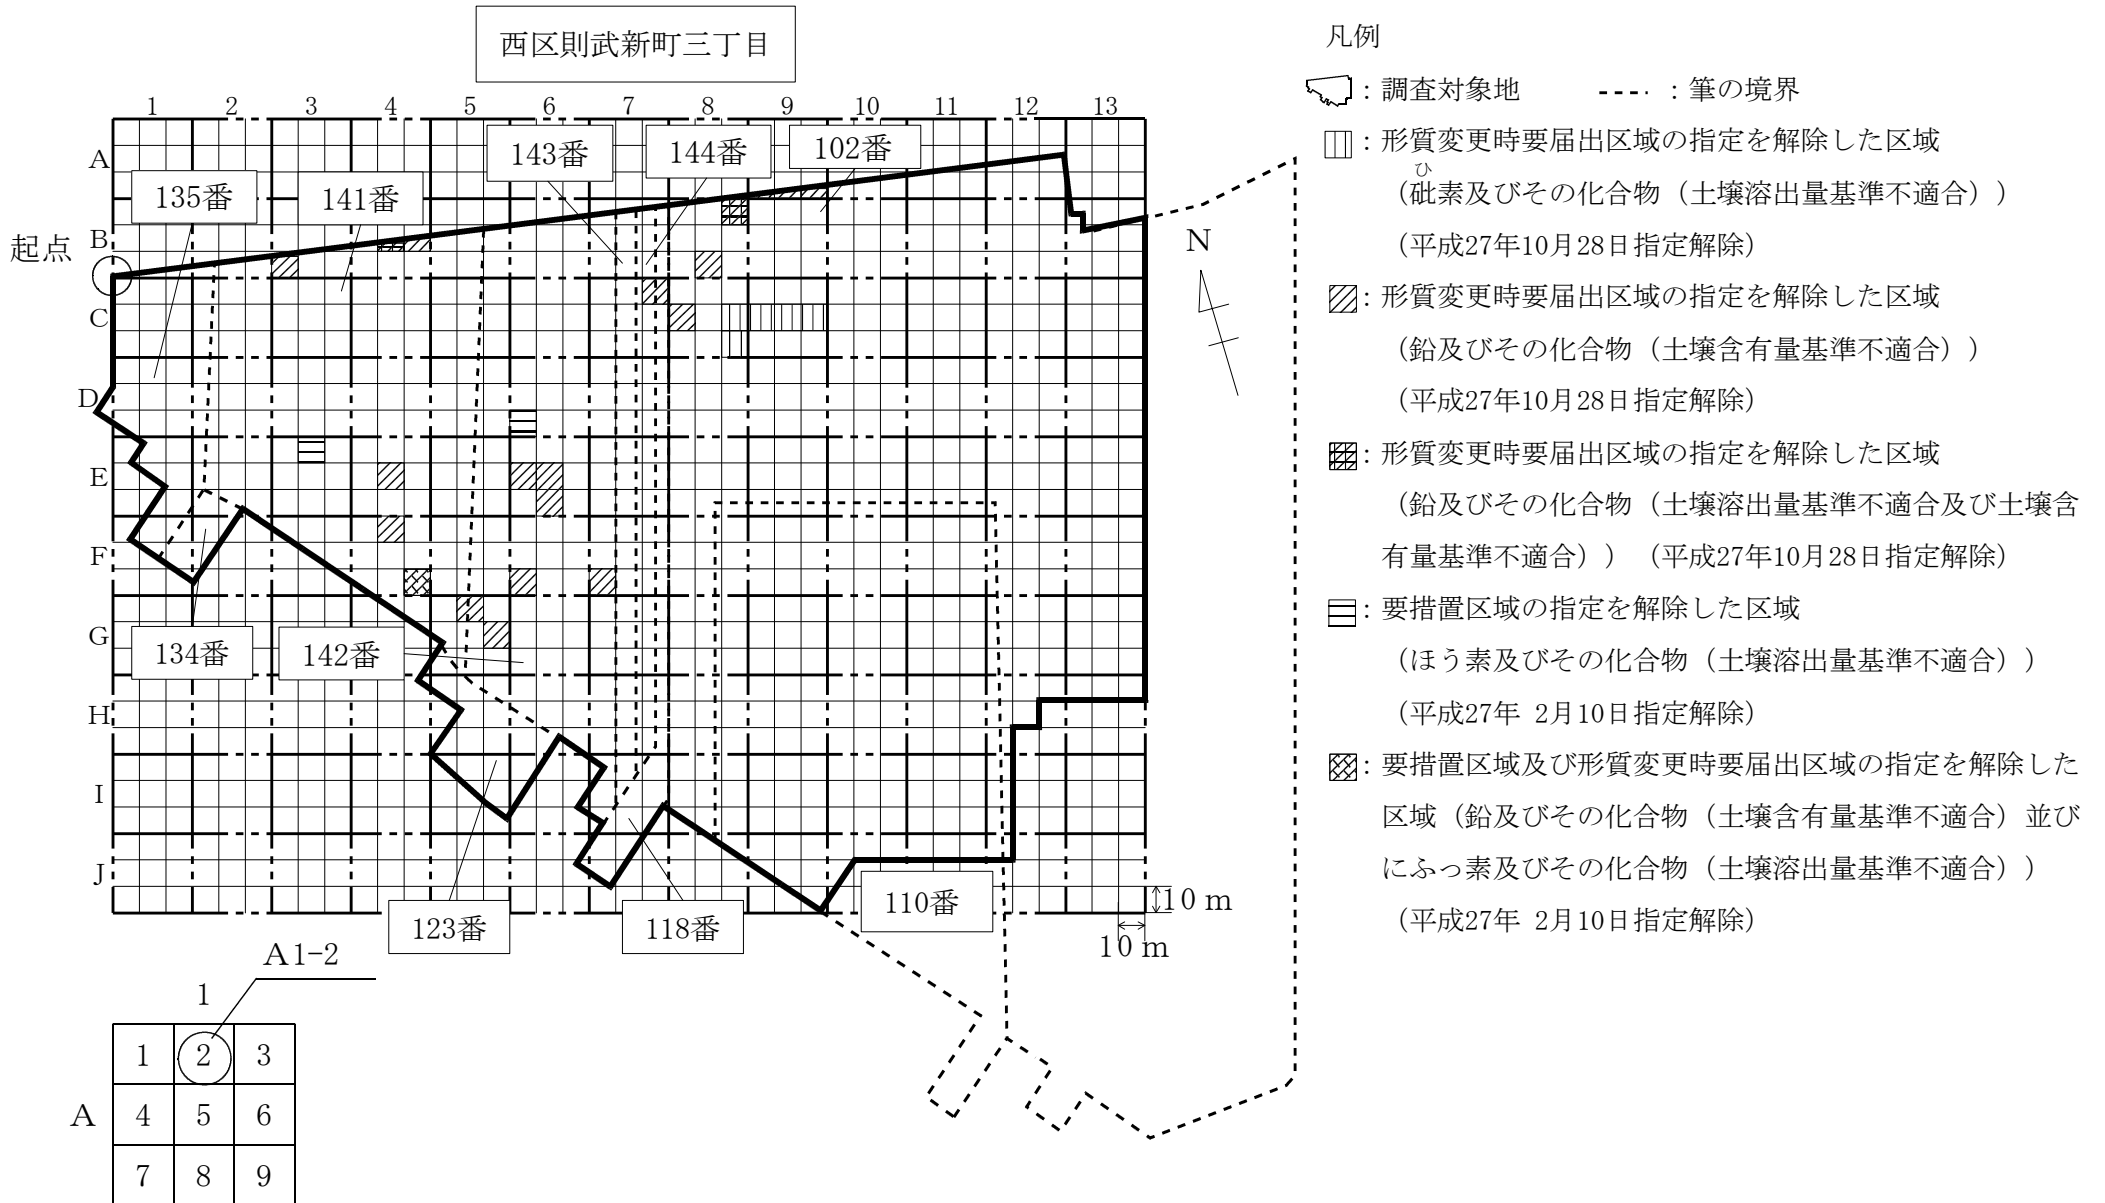 西区則武新町三丁目
1 2 3 4 5 6 7 8 9 10 11 12 13
A
B
C
D
E
F
G
H
I
J
起点
135番
141番
143番
144番
102番
134番
142番
123番
118番
110番
N
10 m
10 m
A1-2
1
A
1 2 3
4 5 6
7 8 9
凡例
：調査対象地 ：筆の境界
：形質変更時要届出区域の指定を解除した区域
ひ
（砒素及びその化合物（土壌溶出量基準不適合））
（平成27年10月28日指定解除）
：形質変更時要届出区域の指定を解除した区域
（鉛及びその化合物（土壌含有量基準不適合））
（平成27年10月28日指定解除）
：形質変更時要届出区域の指定を解除した区域
（鉛及びその化合物（土壌溶出量基準不適合及び土壌含
有量基準不適合））（平成27年10月28日指定解除）
：要措置区域の指定を解除した区域
（ほう素及びその化合物（土壌溶出量基準不適合））
（平成27年 2月10日指定解除）
：要措置区域及び形質変更時要届出区域の指定を解除した
区域（鉛及びその化合物（土壌含有量基準不適合）並び
にふっ素及びその化合物（土壌溶出量基準不適合））
（平成27年 2月10日指定解除）